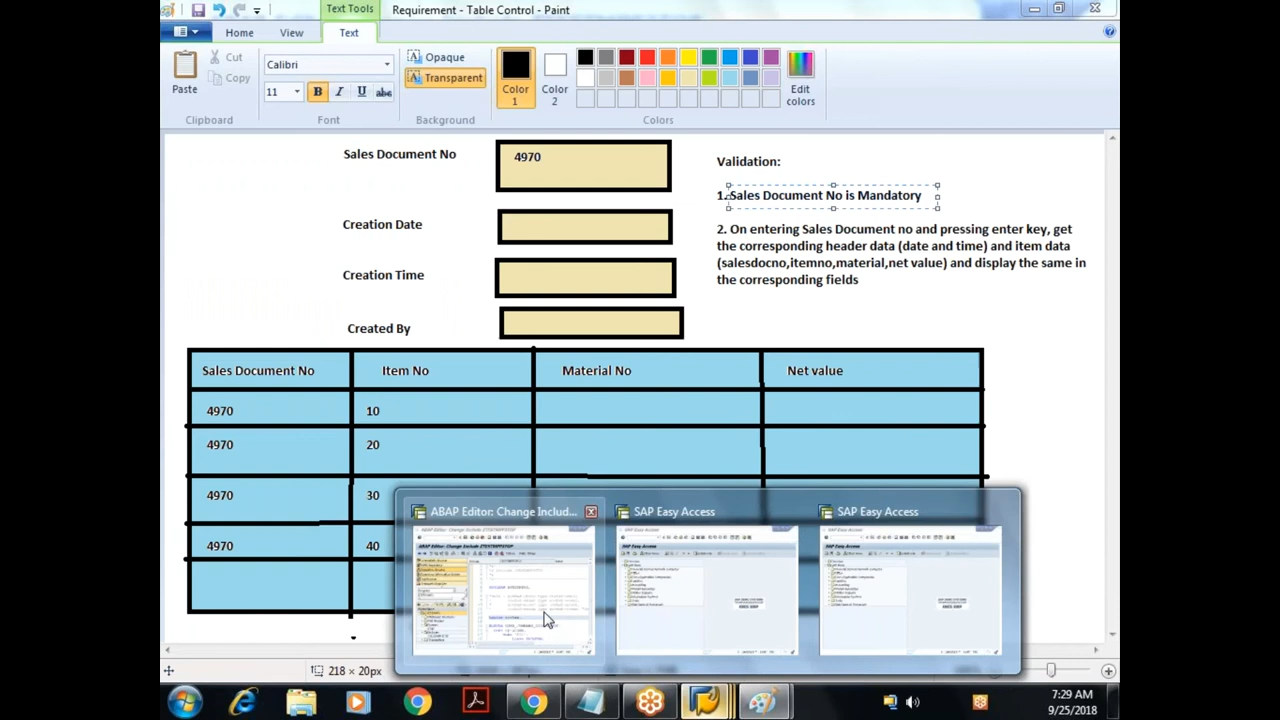 Text Tools
Requirement - Table Control - Paint
Home
View
Text
Paste
Cut
Copy
Clipboard
Calibri
11
B
I
U
abc
Font
Opaque
Transparent
Background
Color 1
Color 2
Edit colors
Colors
Sales Document No
4970
Creation Date
Creation Time
Created By
Validation:
1. Sales Document No is Mandatory
2. On entering Sales Document no and pressing enter key, get
the corresponding header data (date and time) and item data
(salesdocno,itemno,material,net value) and display the same in
the corresponding fields
Sales Document No Item No Material No Net value
4970 10
4970 20
4970 30
4970 40
ABAP Editor: Change Includ...
SAP Easy Access
SAP Easy Access
218 × 20px
7:29 AM
9/25/2018